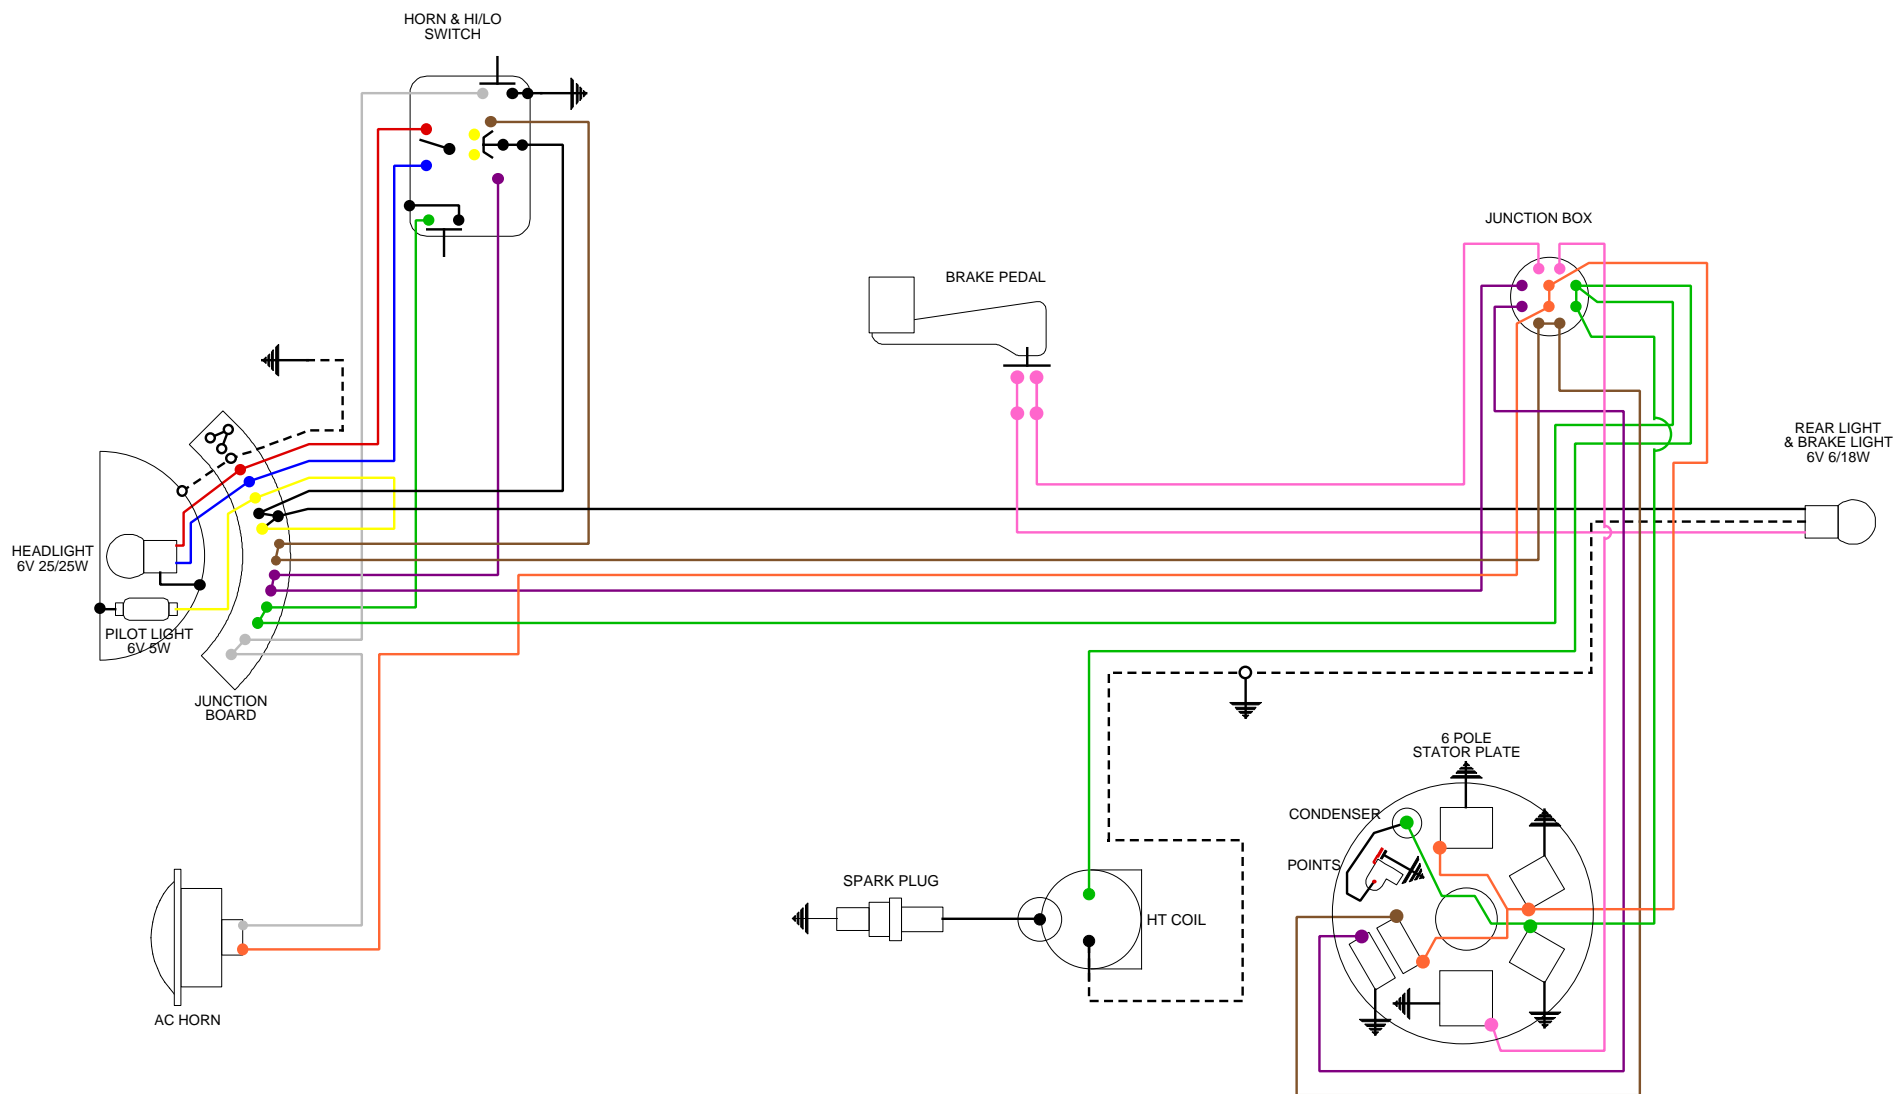 HORN & HI/LO
SWITCH
JUNCTION BOX
BRAKE PEDAL
REAR LIGHT
& BRAKE LIGHT
6V 6/18W
HEADLIGHT
6V 25/25W
PILOT LIGHT
6V 5W
JUNCTION
BOARD
6 POLE
STATOR PLATE
CONDENSER
POINTS
SPARK PLUG
HT COIL
AC HORN